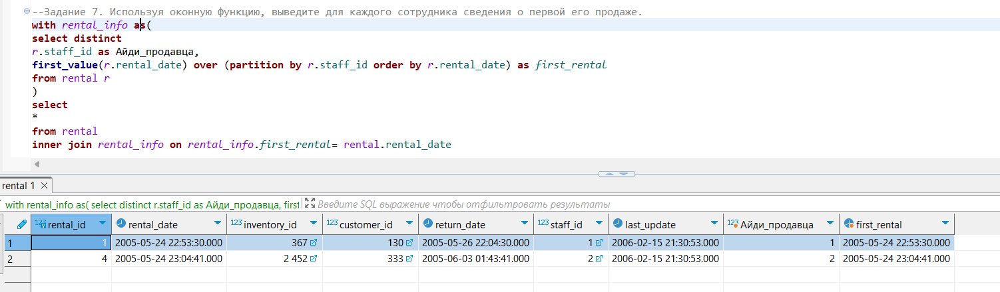 --Задание 7. Используя оконную функцию, выведите для каждого сотрудника сведения о первой его продаже.
with rental_info as(
select distinct
r.staff_id as Айди_продавца,
first_value(r.rental_date) over (partition by r.staff_id order by r.rental_date) as first_rental
from rental r
)
select
*
from rental
inner join rental_info on rental_info.first_rental= rental.rental_date
rental 1
with rental_info as( select distinct r.staff_id as Айди_продавца, first Введите SQL выражение чтобы отфильтровать результаты
123 rental_id rental_date 123 inventory_id 123 customer_id return_date 123 staff_id last_update 123 Айди_продавца first_rental
1 1 2005-05-24 22:53:30.000 367 130 2005-05-26 22:04:30.000 1 2006-02-15 21:30:53.000 1 2005-05-24 22:53:30.000
2 4 2005-05-24 23:04:41.000 2 452 333 2005-06-03 01:43:41.000 2 2006-02-15 21:30:53.000 2 2005-05-24 23:04:41.000